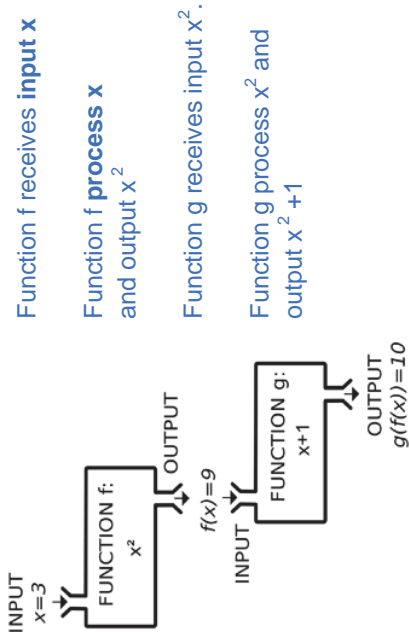 INPUT
x=3
FUNCTION f:
x²
OUTPUT
f(x)=9
INPUT
FUNCTION g:
x+1
OUTPUT
g(f(x))=10
Function f receives input x
Function f process x
and output x²
Function g receives input x².
Function g process x² and
output x² +1